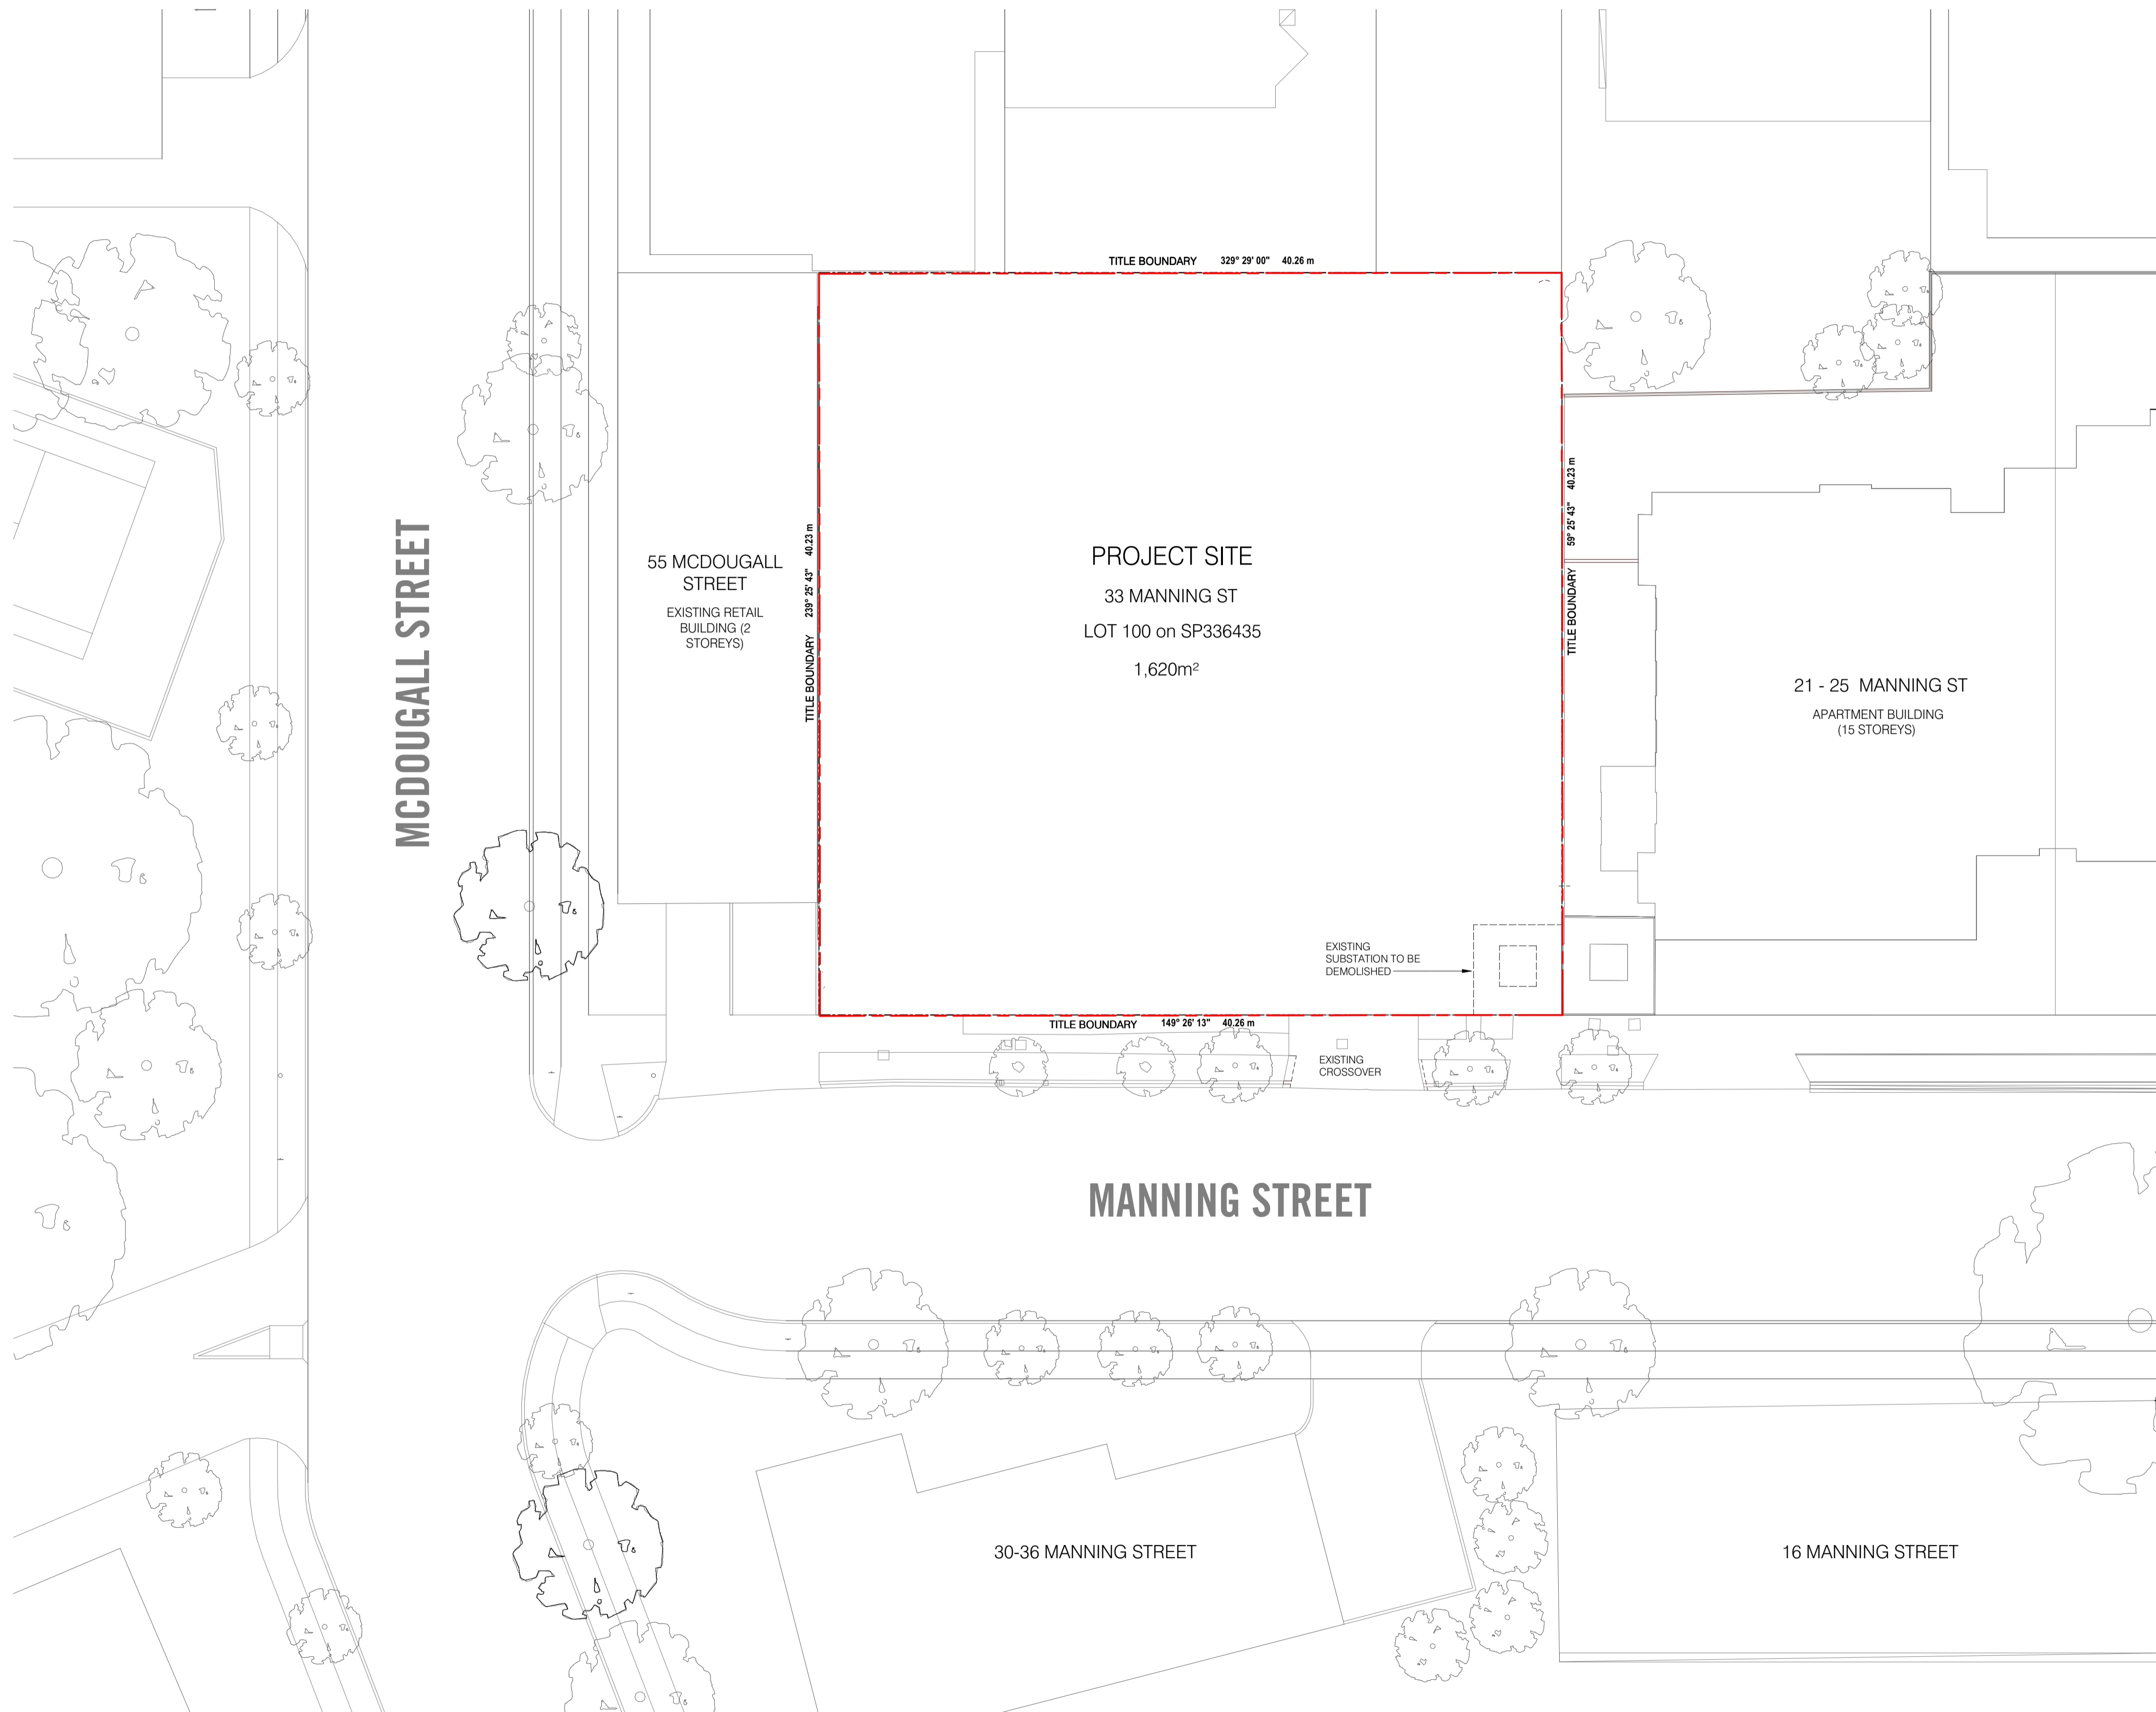 TITLE BOUNDARY 329° 29' 00" 40.26 m
MCDOUGALL STREET
55 MCDOUGALL
STREET
EXISTING RETAIL
BUILDING (2
STOREYS)
TITLE BOUNDARY 239° 25' 43" 40.23 m
PROJECT SITE
33 MANNING ST
LOT 100 on SP336435
1,620m²
TITLE BOUNDARY 59° 25' 43" 40.23 m
21 - 25 MANNING ST
APARTMENT BUILDING
(15 STOREYS)
EXISTING
SUBSTATION TO BE
DEMOLISHED
TITLE BOUNDARY 149° 26' 13" 40.26 m
EXISTING
CROSSOVER
MANNING STREET
30-36 MANNING STREET
16 MANNING STREET